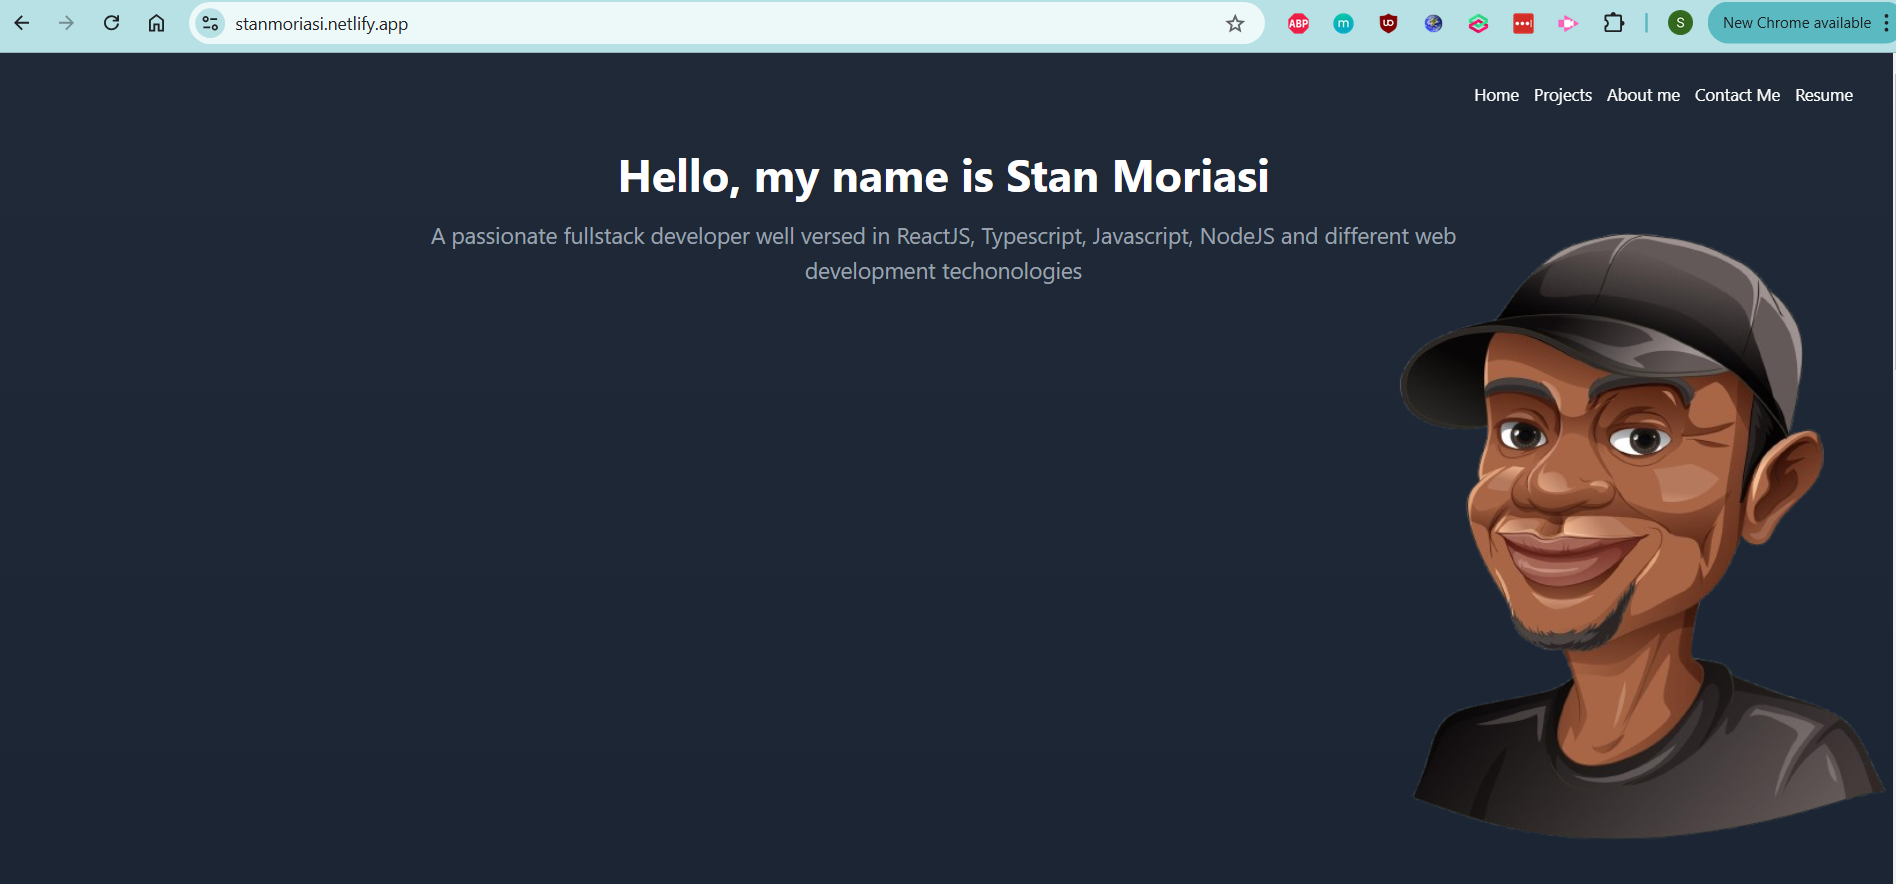 stanmoriasi.netlify.app
ABP
m
uD
S
New Chrome available
Home Projects About me Contact Me Resume
Hello, my name is Stan Moriasi
A passionate fullstack developer well versed in ReactJS, Typescript, Javascript, NodeJS and different web
development techonologies